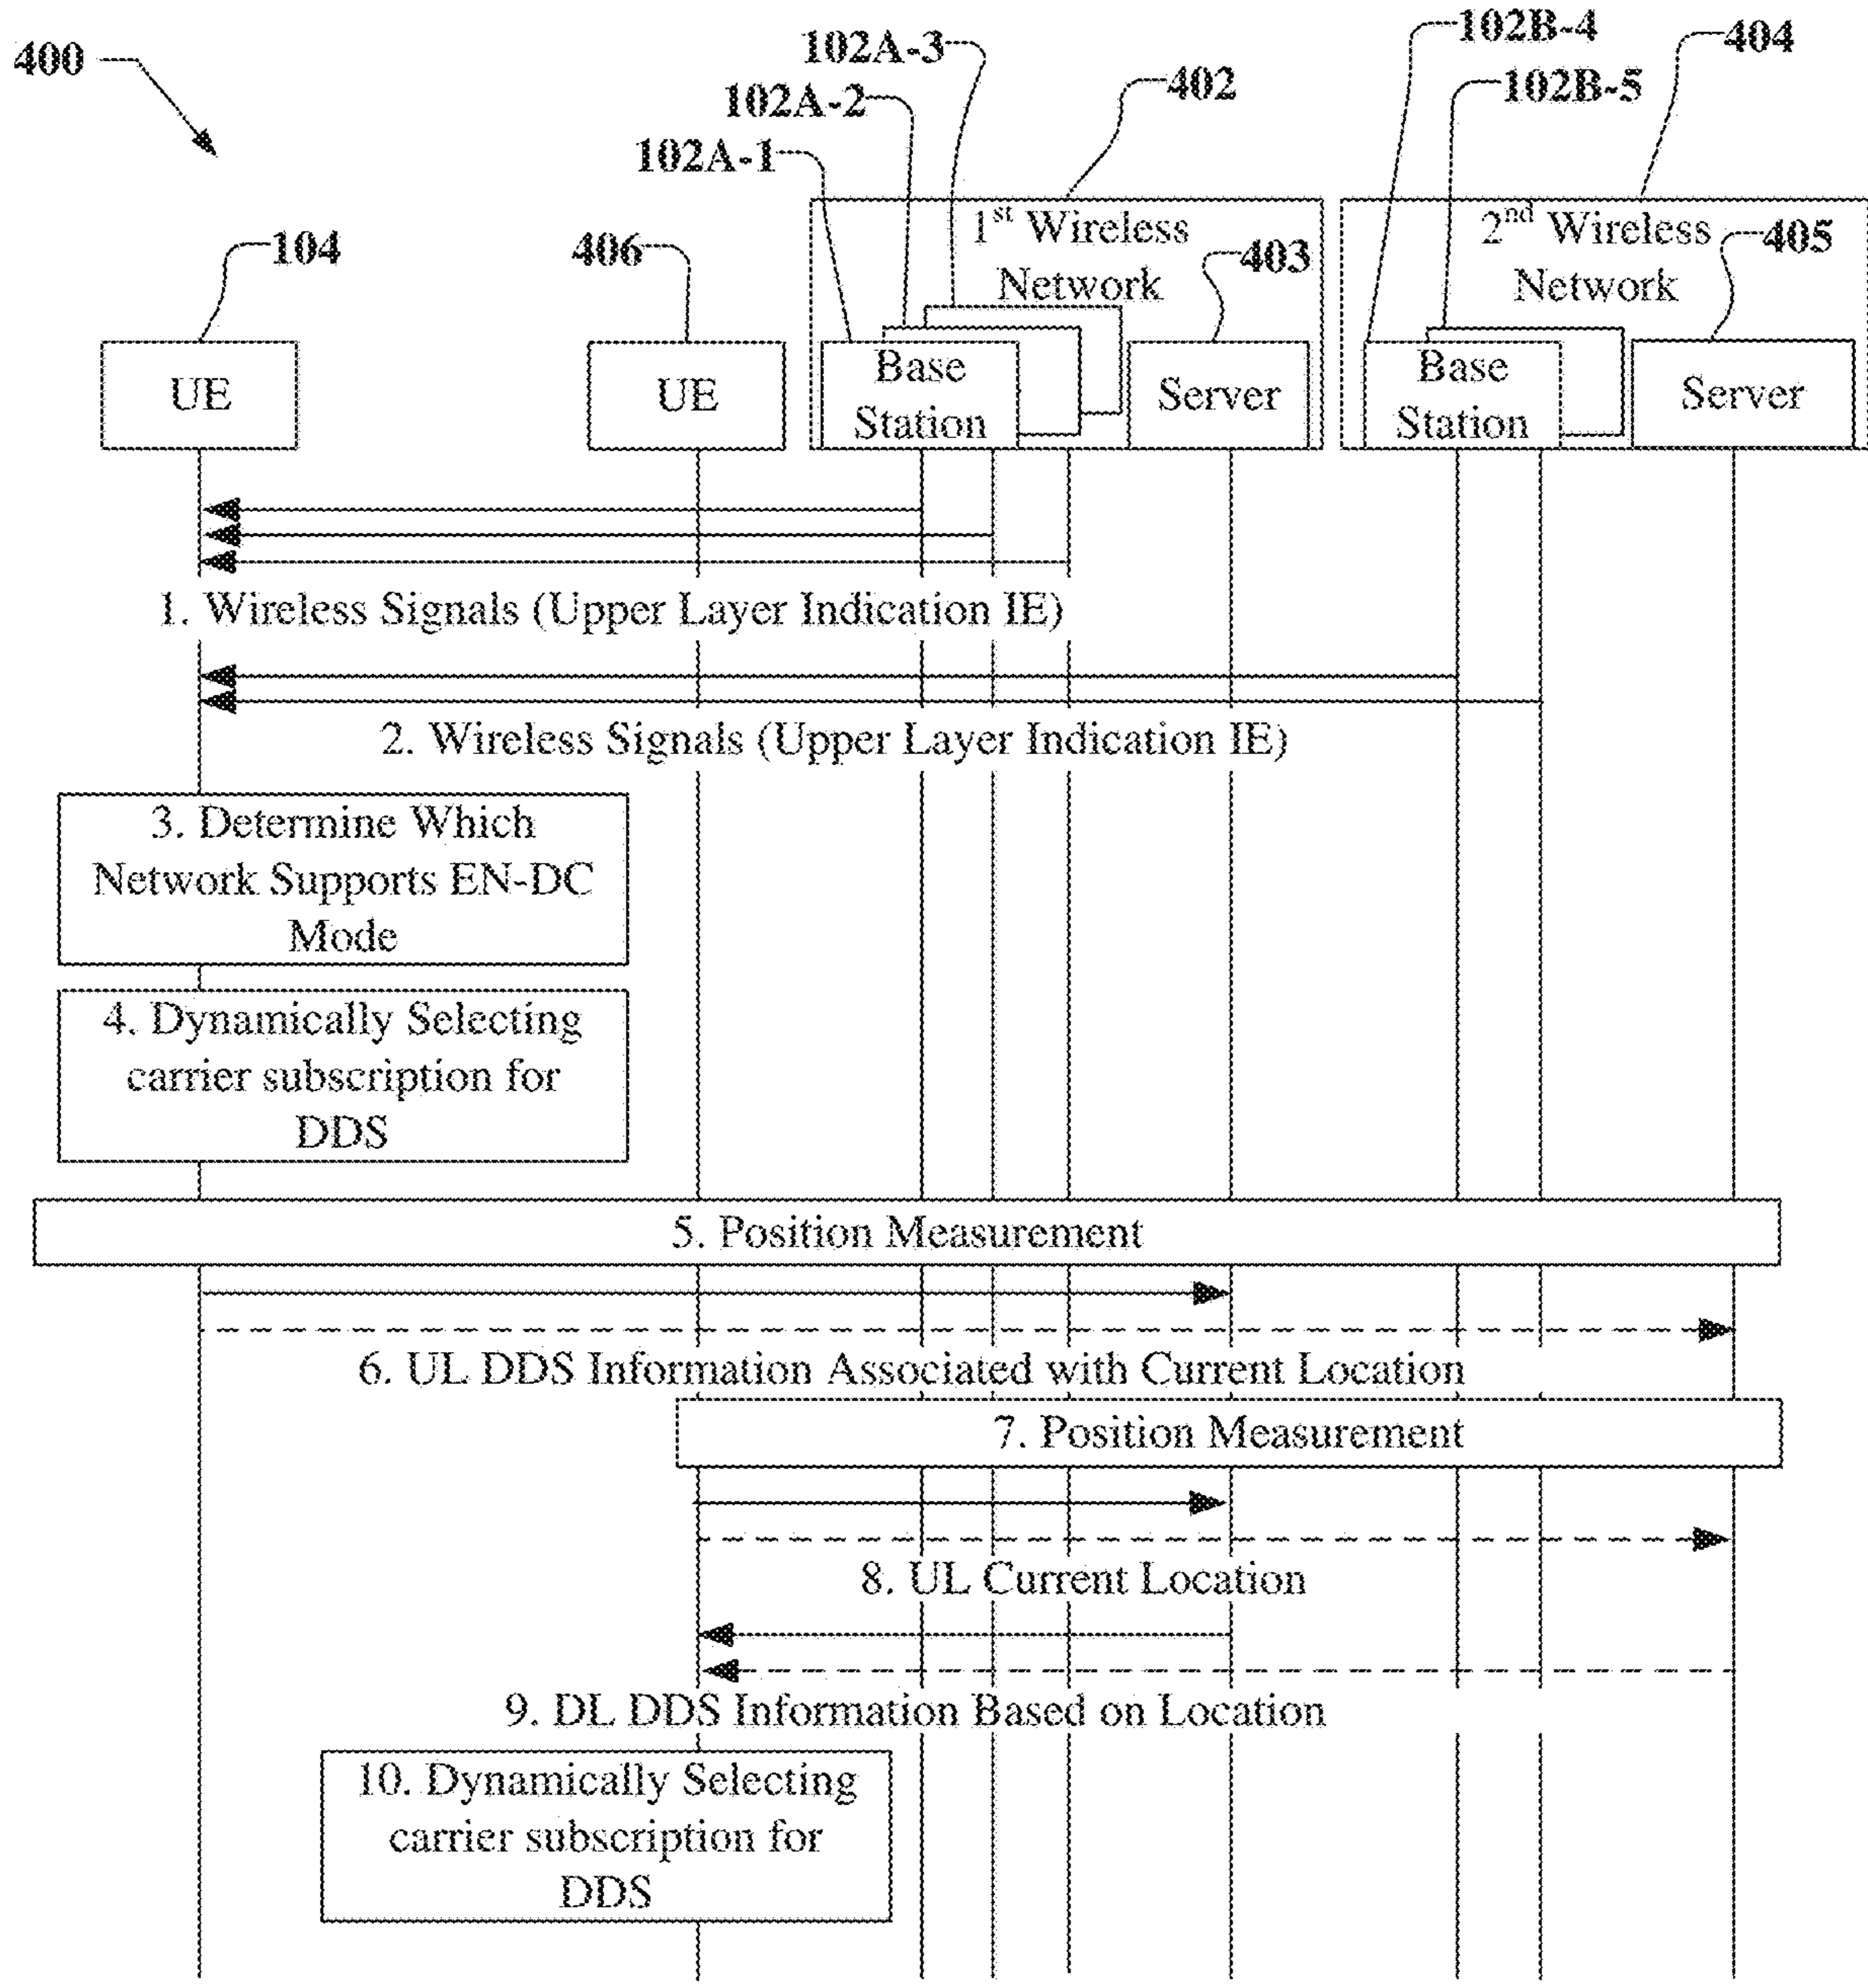 400
102A-3
102A-2
102A-1
402
102B-4
102B-5
404
1st Wireless
Network
2nd Wireless
Network
104
406
403
405
UE
UE
Base
Station
Server
Base
Station
Server
1. Wireless Signals (Upper Layer Indication IE)
2. Wireless Signals (Upper Layer Indication IE)
3. Determine Which
Network Supports EN-DC
Mode
4. Dynamically Selecting
carrier subscription for
DDS
5. Position Measurement
6. UL DDS Information Associated with Current Location
7. Position Measurement
8. UL Current Location
9. DL DDS Information Based on Location
10. Dynamically Selecting
carrier subscription for
DDS